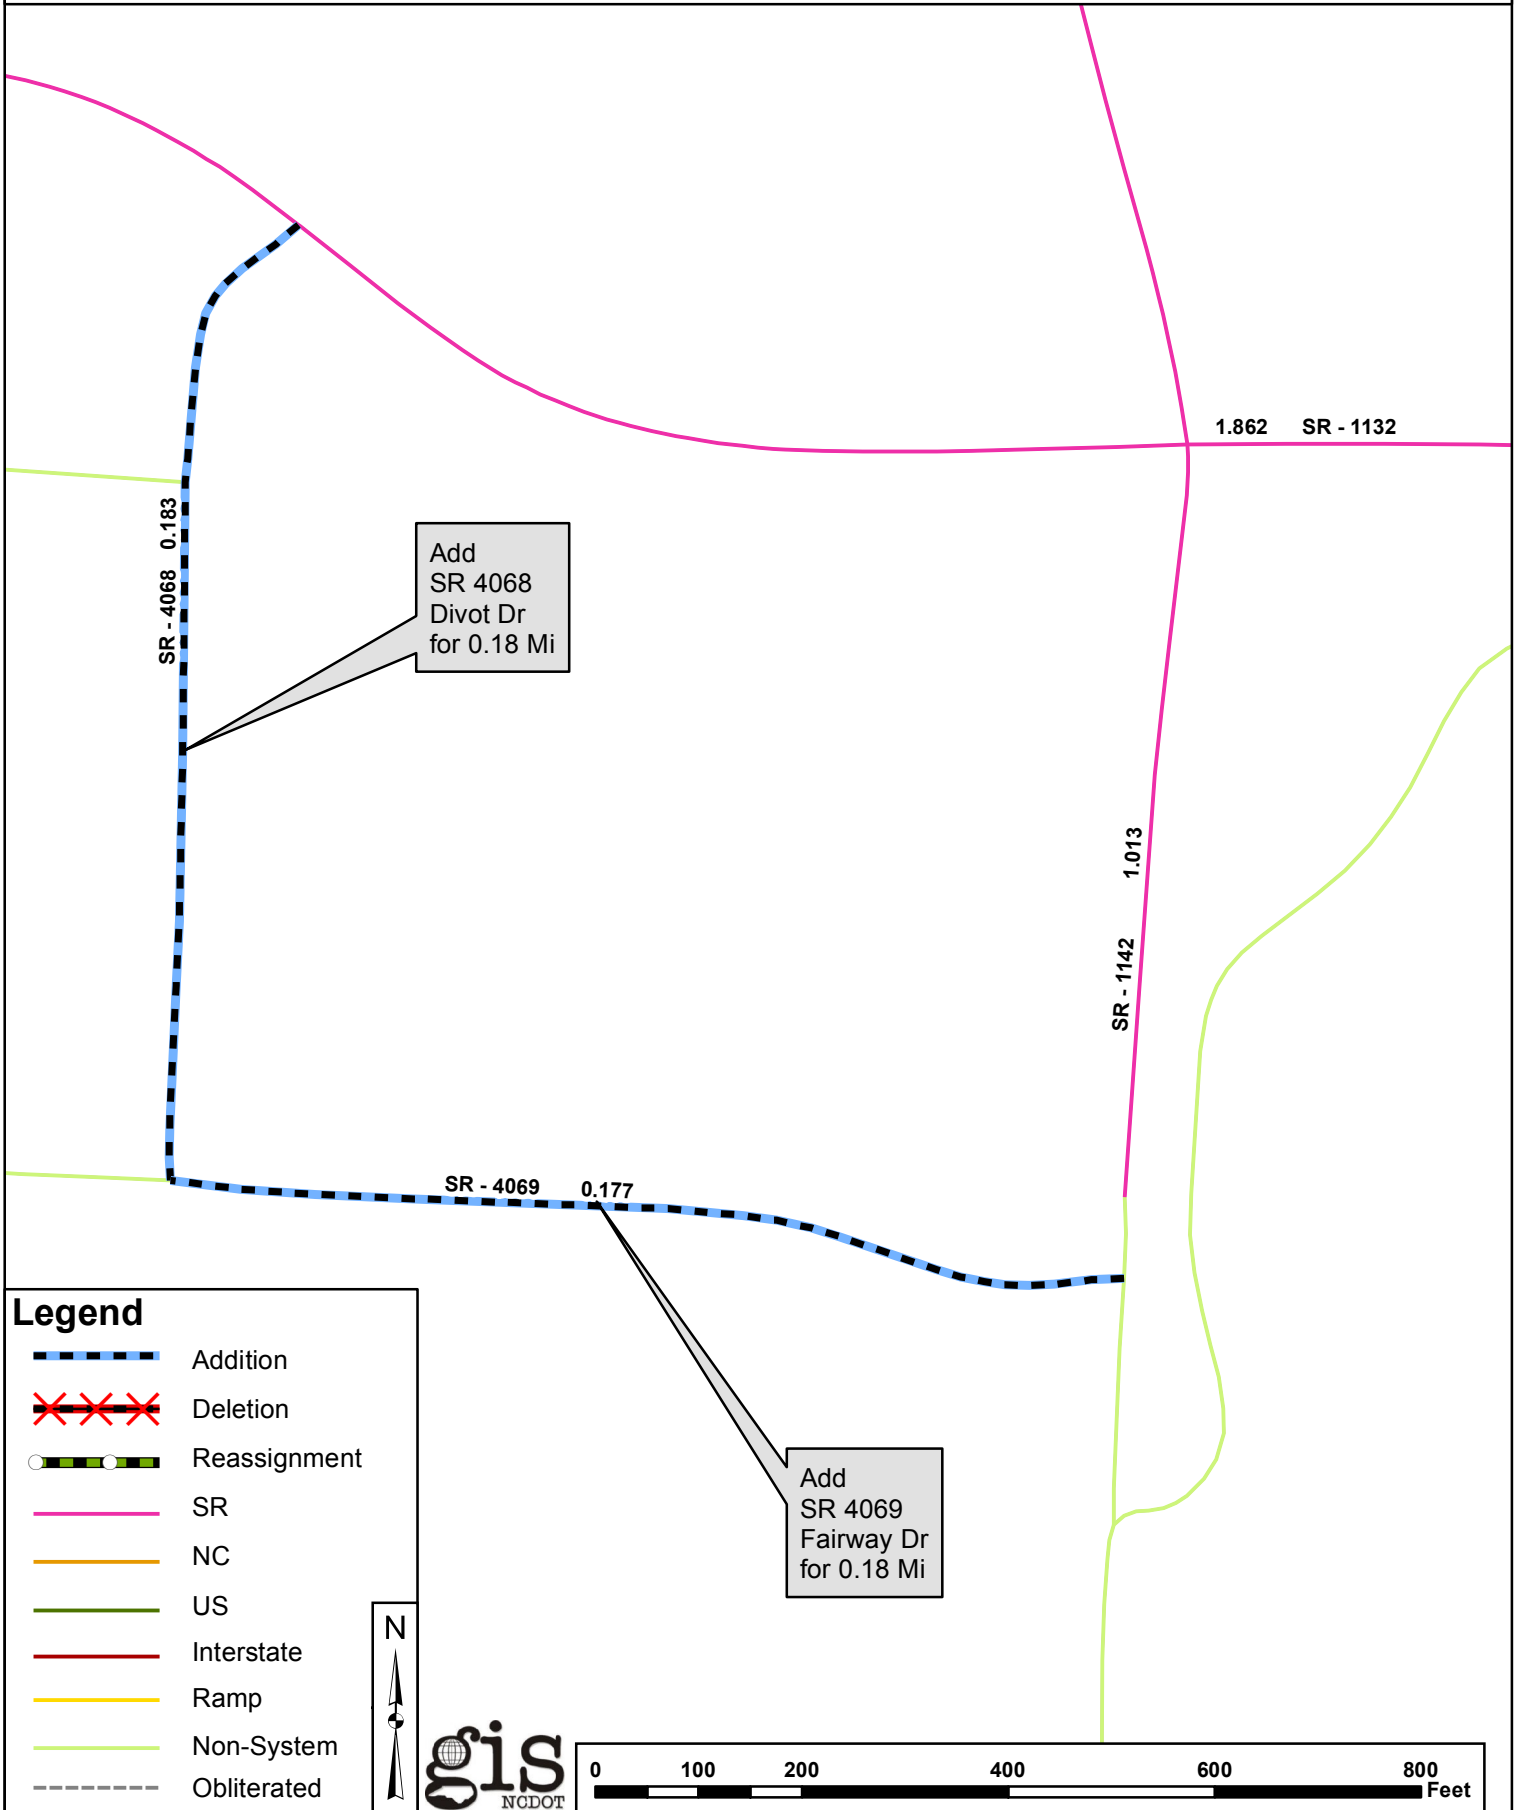 1.862 SR - 1132
SR - 4068 0.183
Add
SR 4068
Divot Dr
for 0.18 Mi
SR - 1142 1.013
SR - 4069 0.177
Add
SR 4069
Fairway Dr
for 0.18 Mi
Legend
Addition
Deletion
Reassignment
SR
NC
US
Interstate
Ramp
Non-System
Obliterated
N
gis
NCDOT
0 100 200 400 600 800
Feet